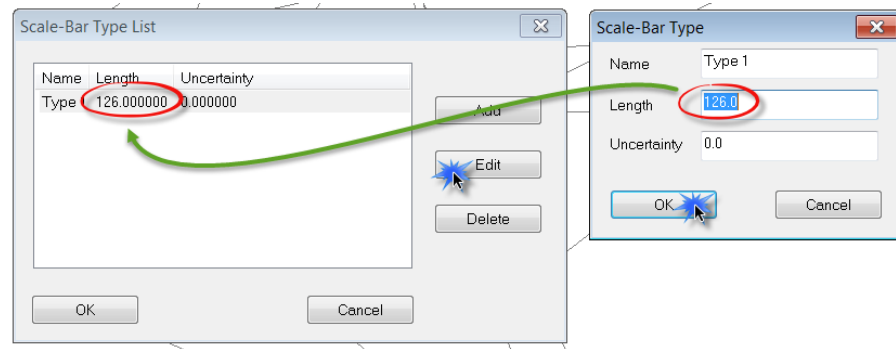 Scale-Bar Type List
Name Length Uncertainty
Type 1 126.000000 0.000000
Add
Edit
Delete
OK Cancel
Scale-Bar Type
Name Type 1
Length 126.0
Uncertainty 0.0
OK Cancel